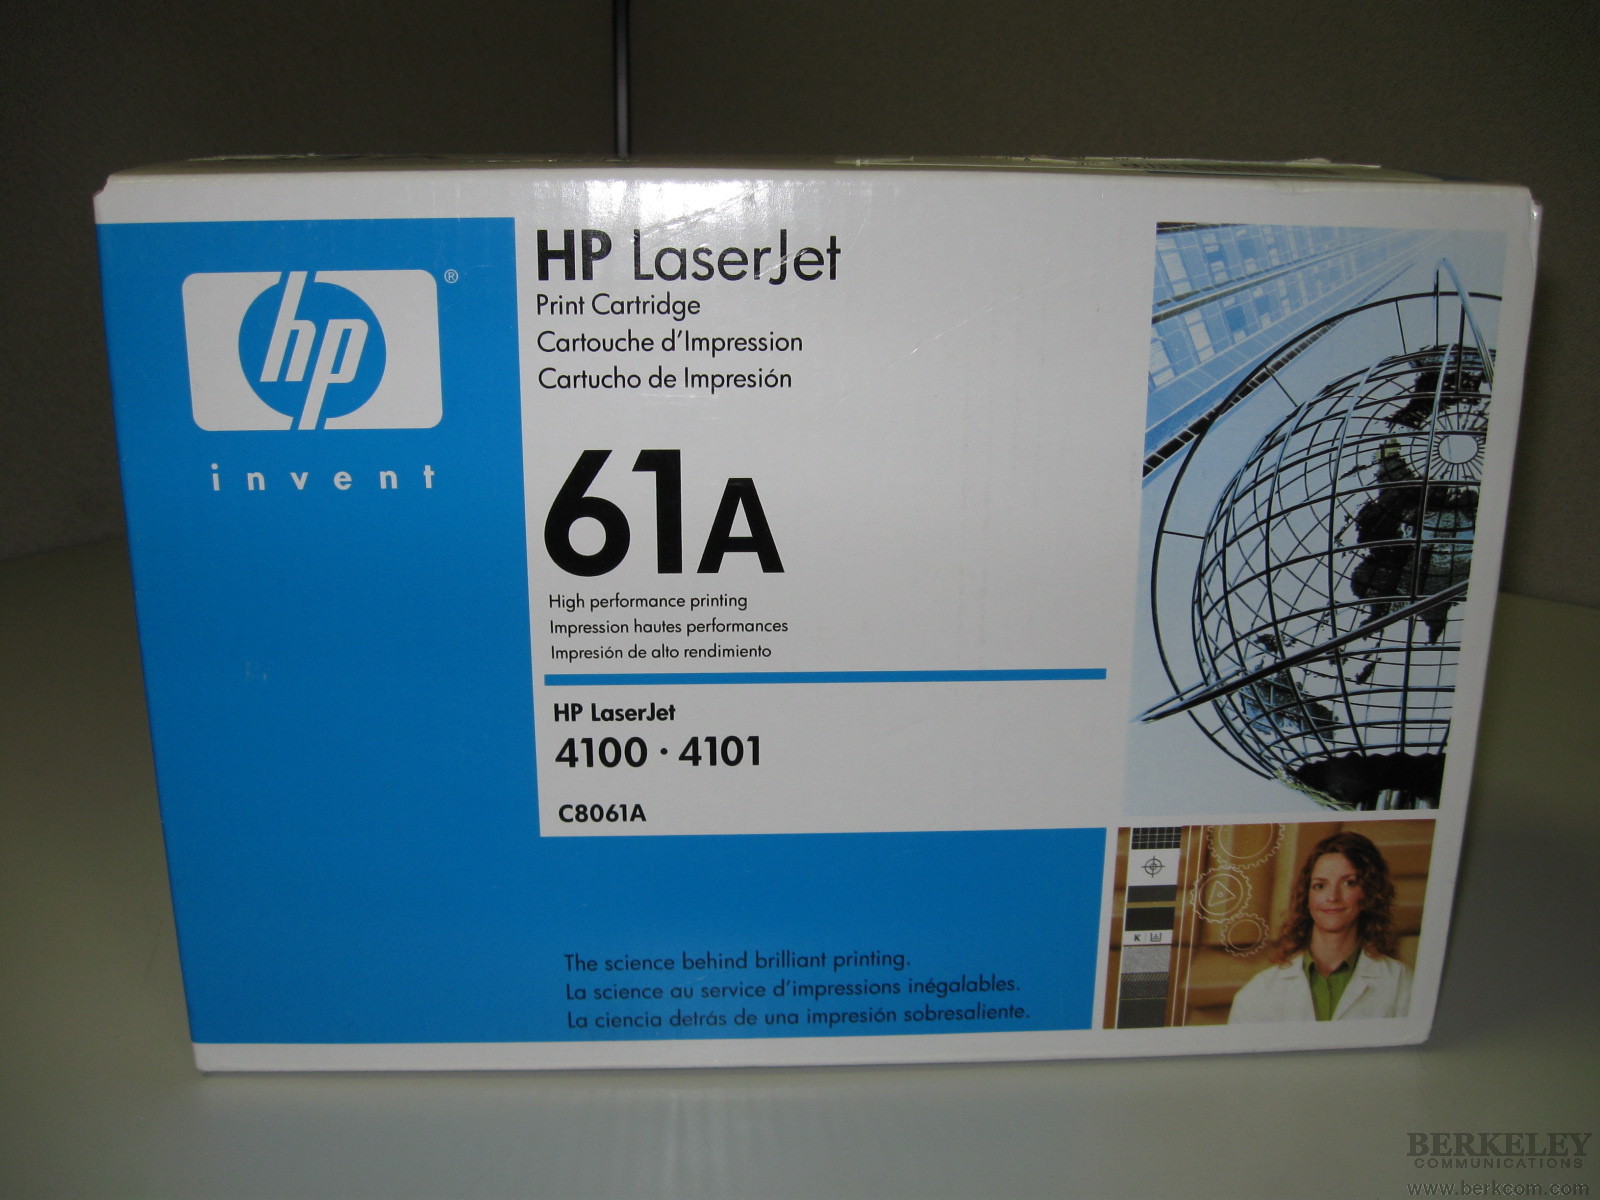 hp®
invent
HP LaserJet
Print Cartridge
Cartouche d'Impression
Cartucho de Impresión
61A
High performance printing
Impression hautes performances
Impresión de alto rendimiento
HP LaserJet
4100 · 4101
C8061A
K
The science behind brilliant printing.
La science au service d'impressions inégalables.
La ciencia detrás de una impresión sobresaliente.
BERKELEY
COMMUNICATIONS
www.berkcom.com